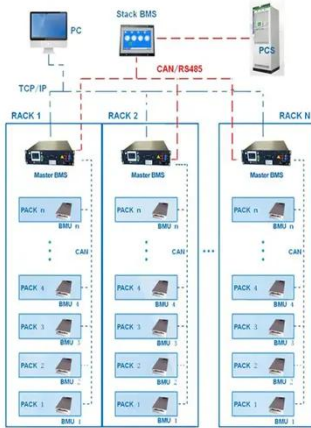 PC
Stack BMS
PCS
CAN/RS485
TCP/IP
RACK 1
RACK 2
RACK N
Master BMS
Master BMS
Master BMS
PACK n
BMU n
PACK n
BMU n
PACK n
BMU n
CAN
CAN
CAN
PACK 4
BMU 4
PACK 4
BMU 4
PACK 4
BMU 4
PACK 3
BMU 3
PACK 3
BMU 3
PACK 3
BMU 3
PACK 2
BMU 2
PACK 2
BMU 2
PACK 2
BMU 2
PACK 1
BMU 1
PACK 1
BMU 1
PACK 1
BMU 1